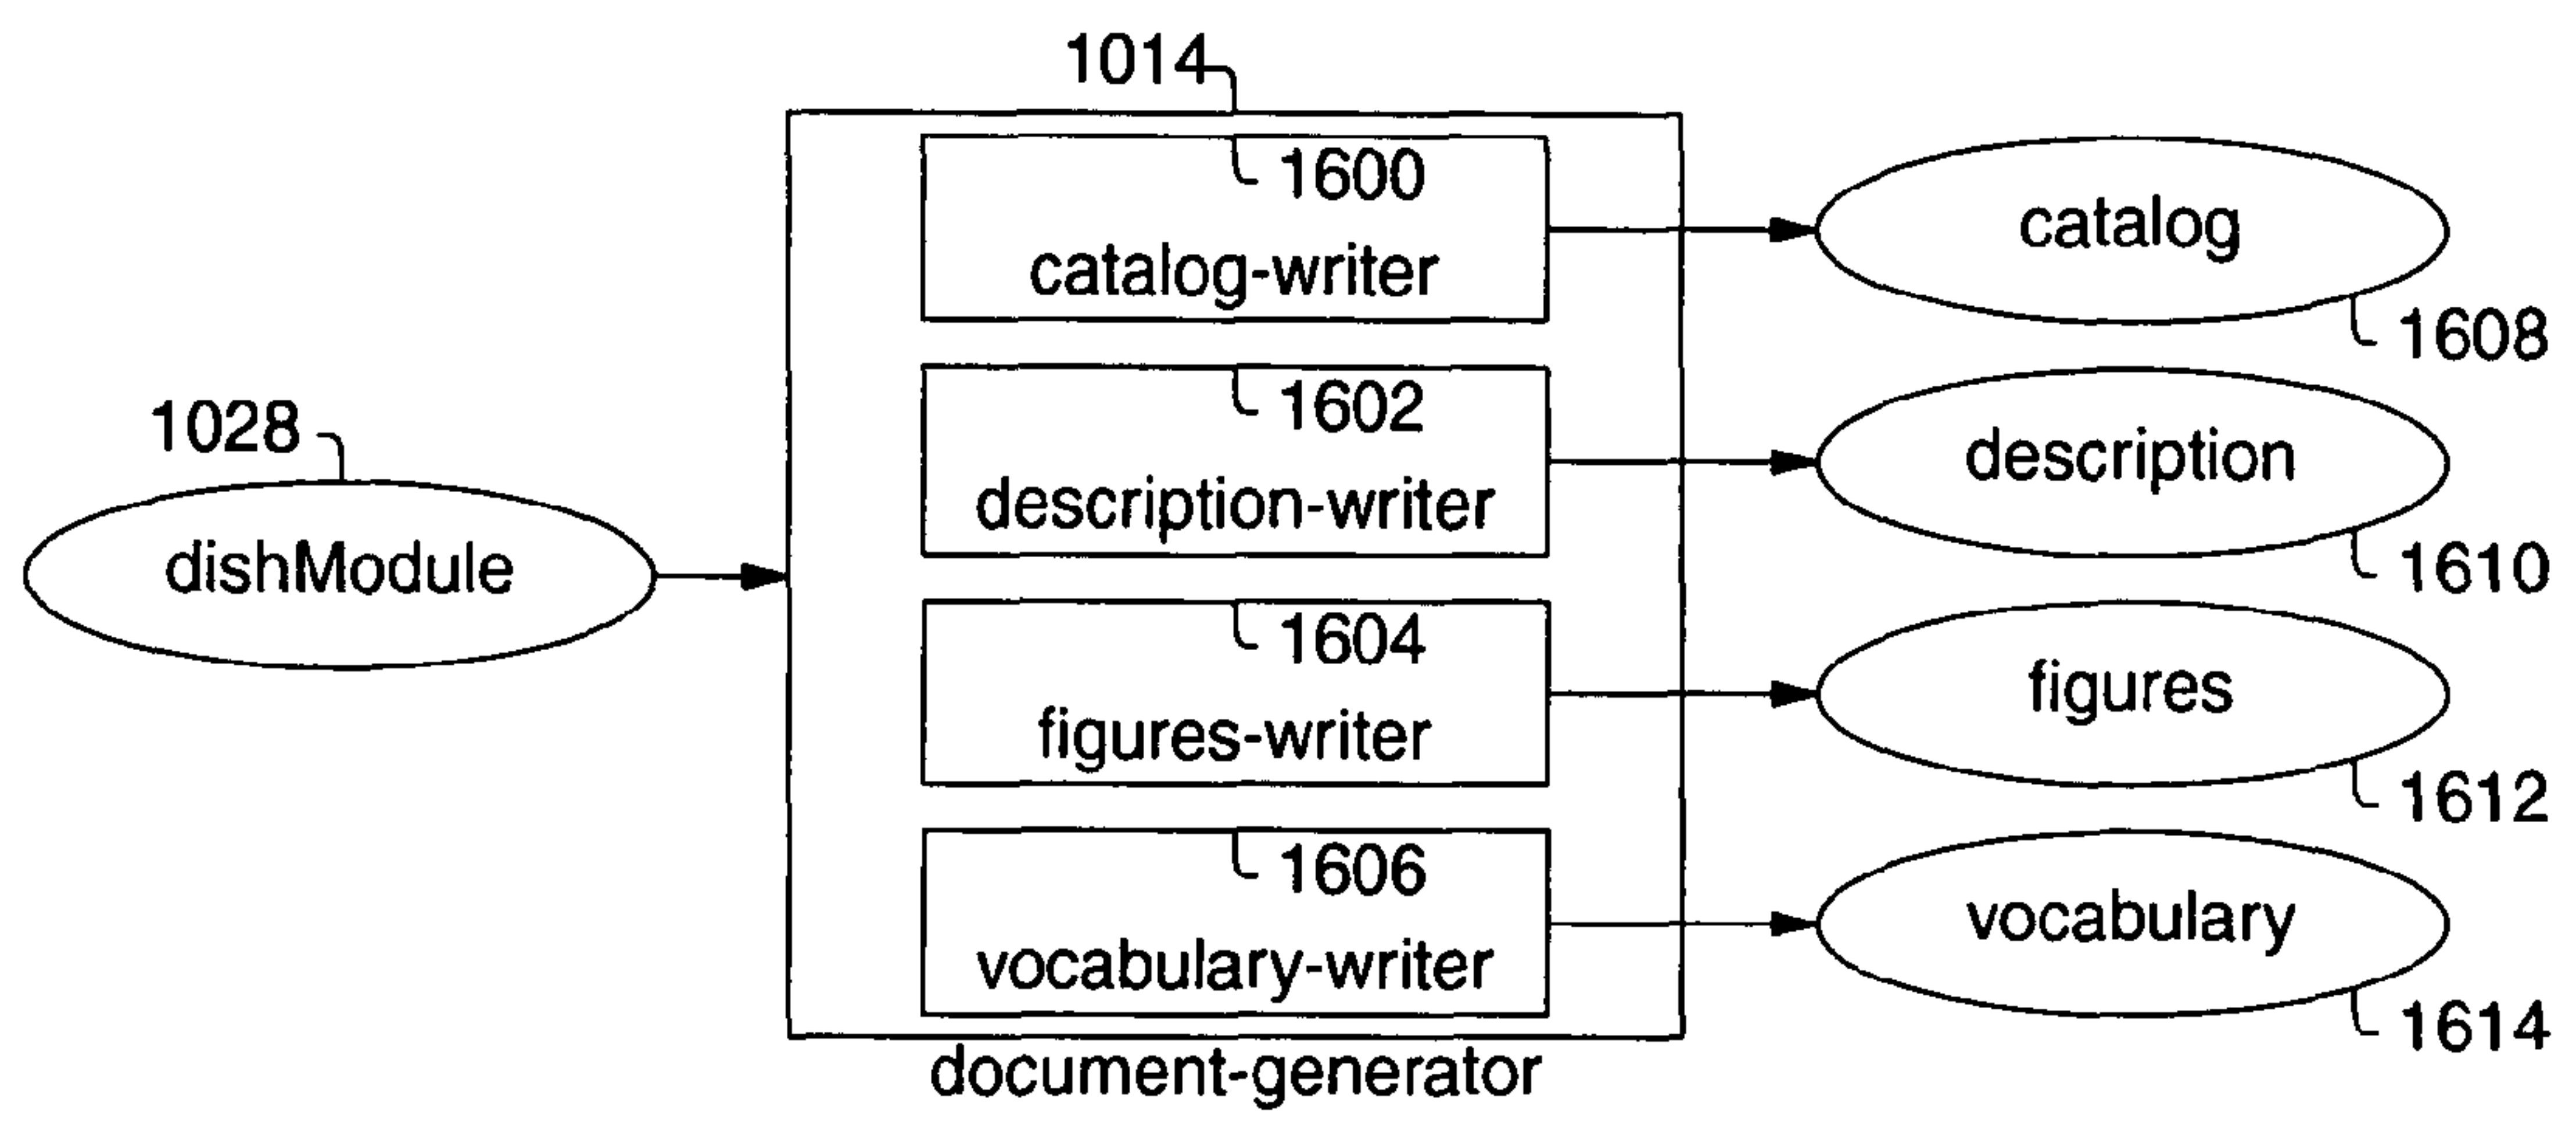 1014
1600
catalog-writer
catalog
1608
1602
description-writer
description
1610
1028
dishModule
1604
figures-writer
figures
1612
1606
vocabulary-writer
vocabulary
1614
document-generator